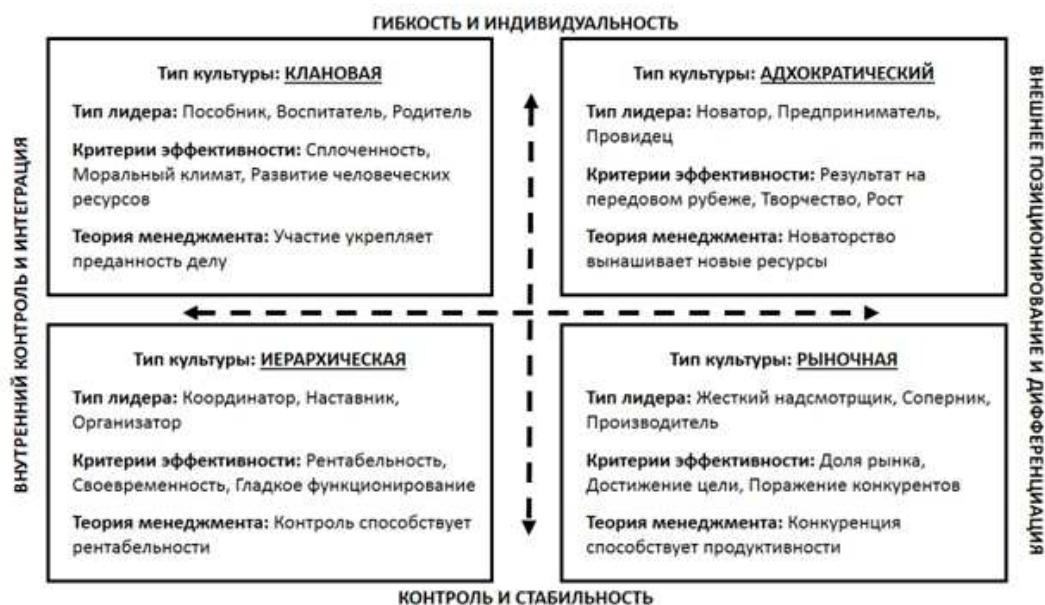 ГИБКОСТЬ И ИНДИВИДУАЛЬНОСТЬ
Тип культуры: КЛАНОВАЯ
Тип лидера: Пособник, Воспитатель, Родитель
Критерии эффективности: Сплоченность,
Моральный климат, Развитие человеческих
ресурсов
Теория менеджмента: Участие укрепляет
преданность делу
Тип культуры: АДХОКРАТИЧЕСКИЙ
Тип лидера: Новатор, Предприниматель,
Провидец
Критерии эффективности: Результат на
передовом рубеже, Творчество, Рост
Теория менеджмента: Новаторство
вынашивает новые ресурсы
ВНУТРЕННИЙ КОНТРОЛЬ И ИНТЕГРАЦИЯ
ВНЕШНЕЕ ПОЗИЦИОНИРОВАНИЕ И ДИФФЕРЕНЦИАЦИЯ
Тип культуры: ИЕРАРХИЧЕСКАЯ
Тип лидера: Координатор, Наставник,
Организатор
Критерии эффективности: Рентабельность,
Своевременность, Гладкое функционирование
Теория менеджмента: Контроль способствует
рентабельности
Тип культуры: РЫНОЧНАЯ
Тип лидера: Жесткий надсмотрщик, Соперник,
Производитель
Критерии эффективности: Доля рынка,
Достижение цели, Поражение конкурентов
Теория менеджмента: Конкуренция
способствует продуктивности
КОНТРОЛЬ И СТАБИЛЬНОСТЬ